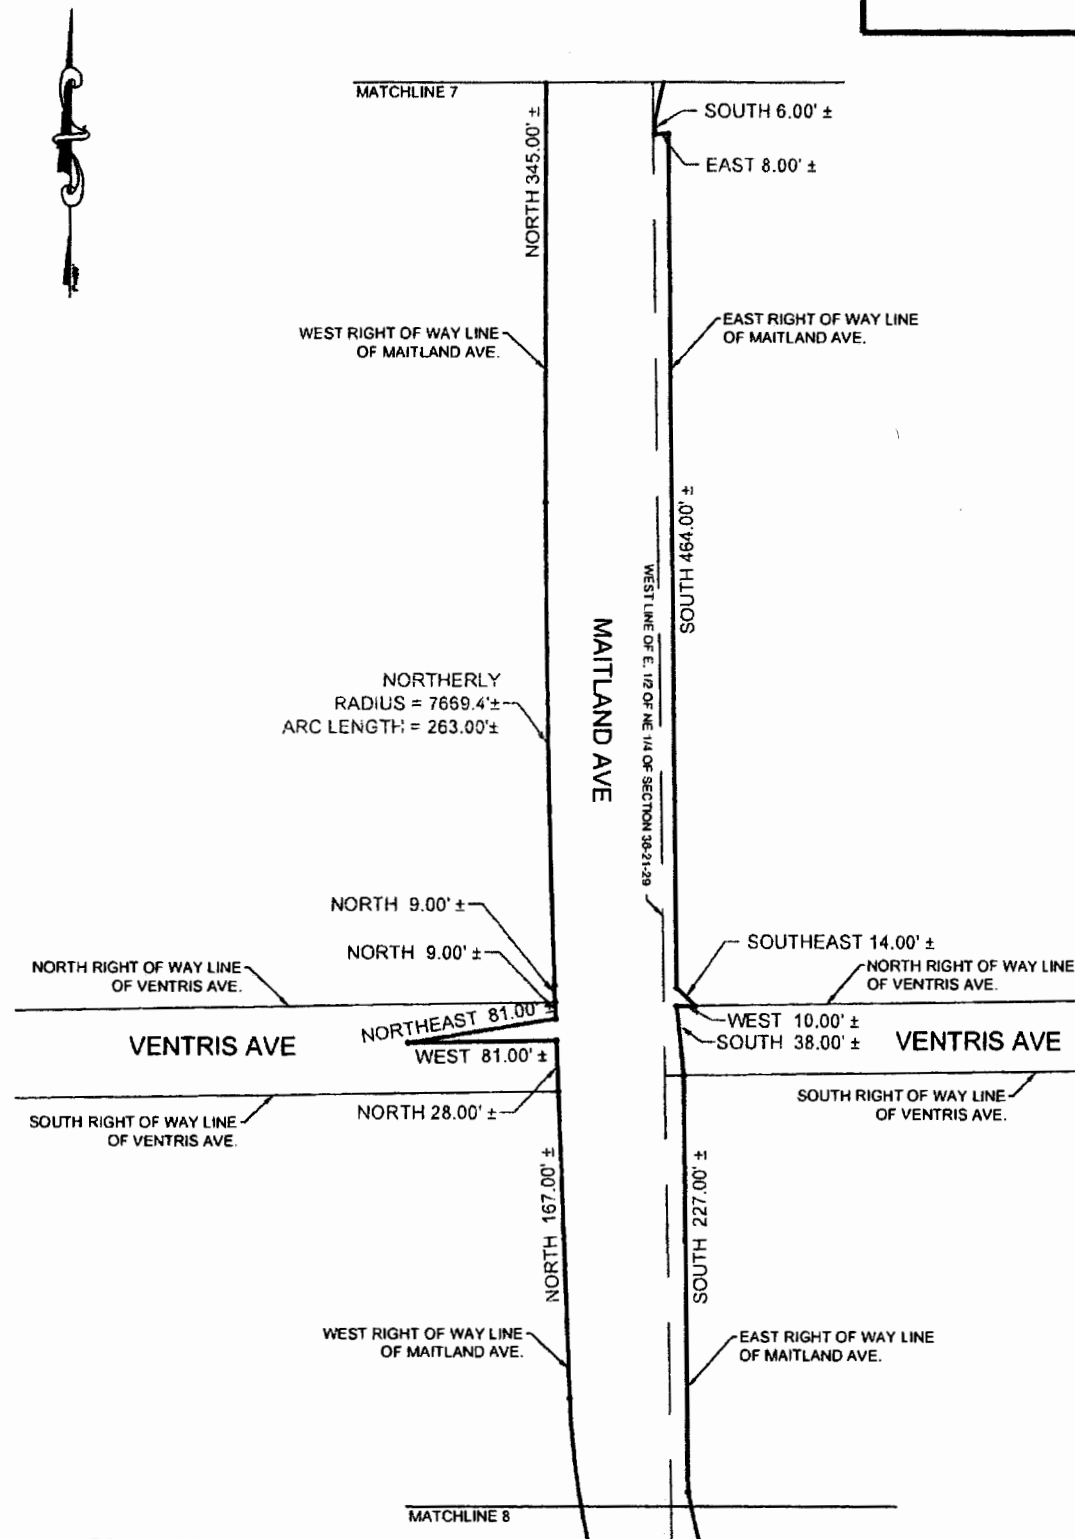 MATCHLINE 7
SOUTH 6.00' ±
EAST 8.00' ±
NORTH 345.00' ±
WEST RIGHT OF WAY LINE
OF MAITLAND AVE.
EAST RIGHT OF WAY LINE
OF MAITLAND AVE.
SOUTH 464.00' ±
WEST LINE OF E. 1/2 OF NE 1/4 OF SECTION 36-21-29
MAITLAND AVE
NORTHERLY
RADIUS = 7669.4'±
ARC LENGTH = 263.00'±
NORTH 9.00' ±
NORTH 9.00' ±
SOUTHEAST 14.00' ±
NORTH RIGHT OF WAY LINE
OF VENTRIS AVE.
NORTH RIGHT OF WAY LINE
OF VENTRIS AVE.
NORTHEAST 81.00' ±
WEST 10.00' ±
VENTRIS AVE
WEST 81.00' ±
SOUTH 38.00' ±
VENTRIS AVE
SOUTH RIGHT OF WAY LINE
OF VENTRIS AVE.
NORTH 28.00' ±
SOUTH RIGHT OF WAY LINE
OF VENTRIS AVE.
NORTH 167.00' ±
SOUTH 227.00' ±
WEST RIGHT OF WAY LINE
OF MAITLAND AVE.
EAST RIGHT OF WAY LINE
OF MAITLAND AVE.
MATCHLINE 8